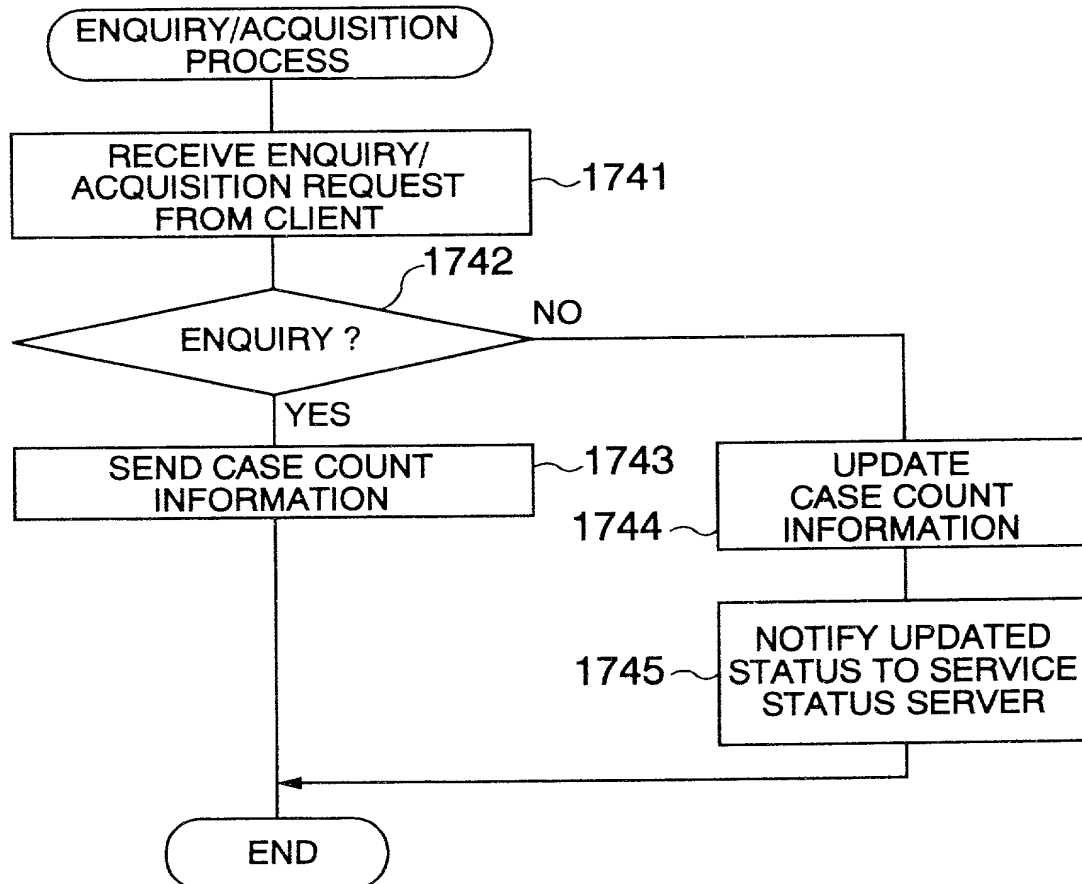 ENQUIRY/ACQUISITION
PROCESS
RECEIVE ENQUIRY/
ACQUISITION REQUEST
FROM CLIENT
1741
1742
ENQUIRY ?
NO
YES
SEND CASE COUNT
INFORMATION
1743
UPDATE
CASE COUNT
INFORMATION
1744
NOTIFY UPDATED
STATUS TO SERVICE
STATUS SERVER
1745
END